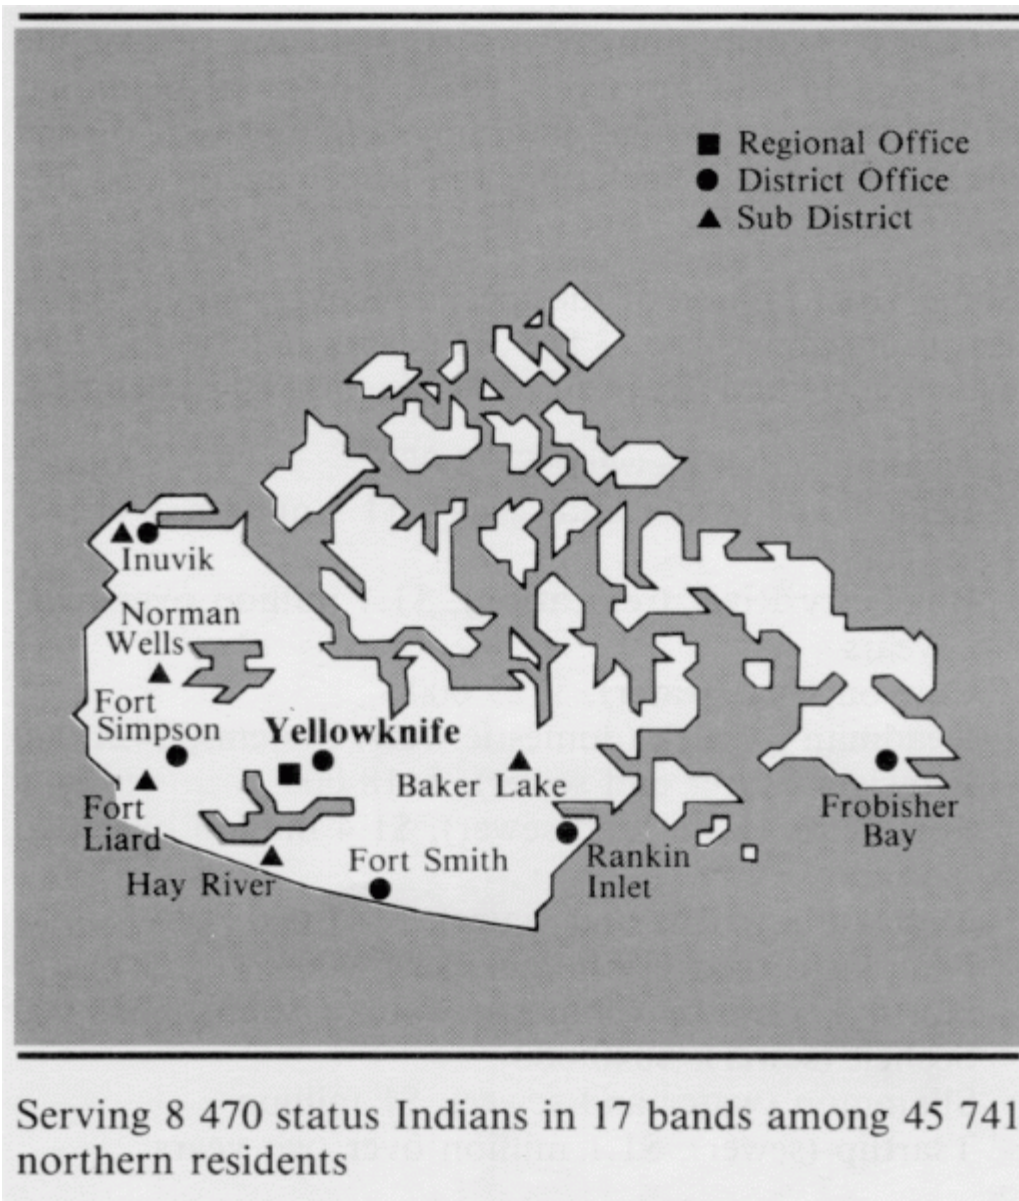 Regional Office
District Office
Sub District
Inuvik
Norman
Wells
Fort
Simpson
Yellowknife
Baker Lake
Fort
Liard
Frobisher
Bay
Fort Smith
Rankin
Inlet
Hay River
Serving 8 470 status Indians in 17 bands among 45 741
northern residents